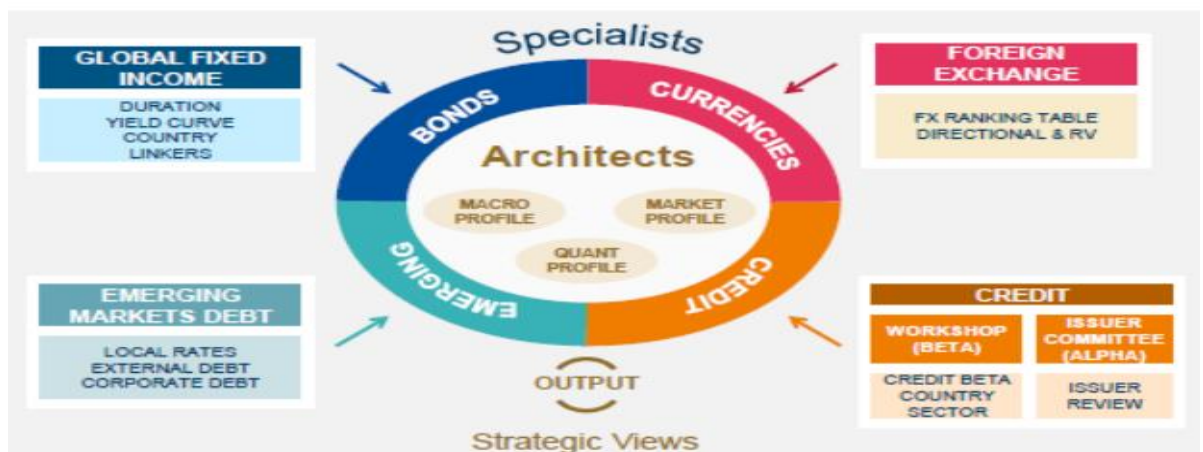 Specialists
GLOBAL FIXED
INCOME
DURATION
YIELD CURVE
COUNTRY
LINKERS
BONDS
CURRENCIES
FOREIGN
EXCHANGE
FX RANKING TABLE
DIRECTIONAL & RV
Architects
MACRO
PROFILE
MARKET
PROFILE
QUANT
PROFILE
EMERGING
CREDIT
EMERGING
MARKETS DEBT
LOCAL RATES
EXTERNAL DEBT
CORPORATE DEBT
CREDIT
WORKSHOP
(BETA)
CREDIT BETA
COUNTRY
SECTOR
ISSUER
COMMITTEE
(ALPHA)
ISSUER
REVIEW
OUTPUT
Strategic Views